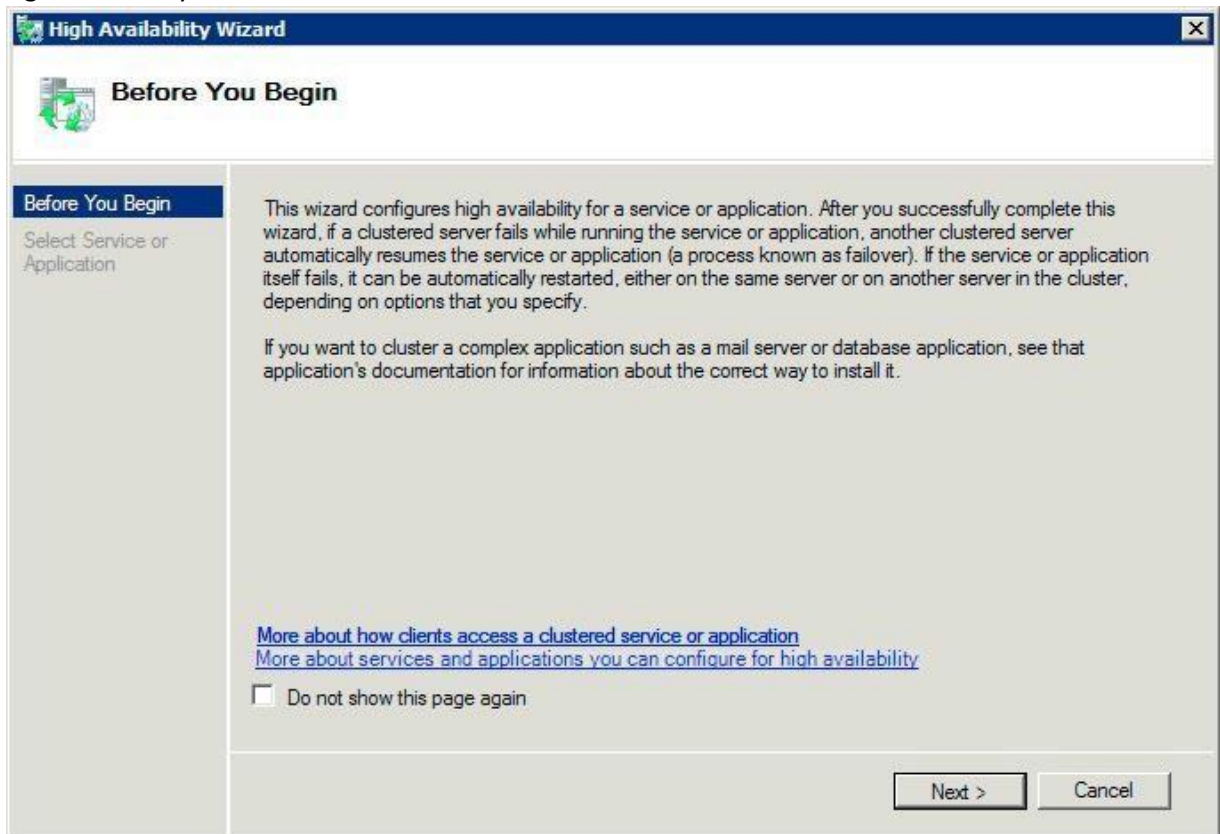 High Availability Wizard
Before You Begin
Before You Begin
Select Service or
Application
This wizard configures high availability for a service or application. After you successfully complete this
wizard, if a clustered server fails while running the service or application, another clustered server
automatically resumes the service or application (a process known as failover). If the service or application
itself fails, it can be automatically restarted, either on the same server or on another server in the cluster,
depending on options that you specify.
If you want to cluster a complex application such as a mail server or database application, see that
application's documentation for information about the correct way to install it.
More about how clients access a clustered service or application
More about services and applications you can configure for high availability
Do not show this page again
Next >
Cancel